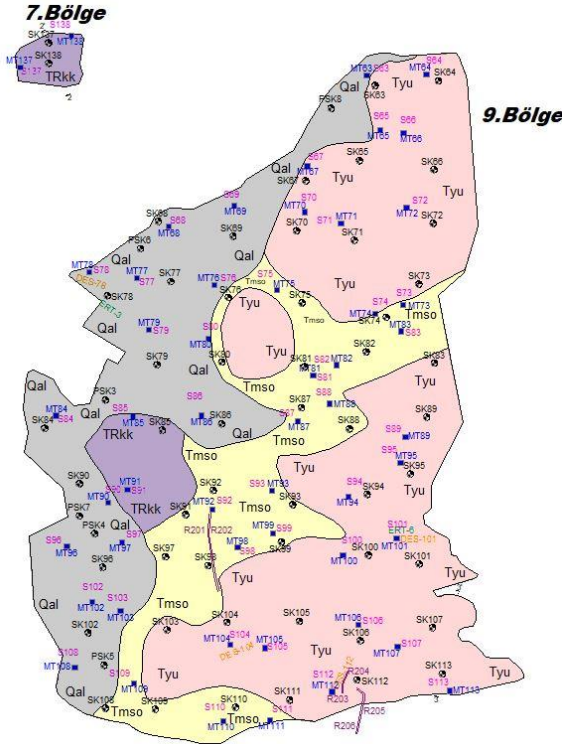 7.Bölge
S138
SK137
MT138
SK138
MT137
S137
TRkk
9.Bölge
S64
MT63
S63
MT64
SK64
SK63
Tyu
Qal
PSK8
S65
S66
MT65
MT66
S67
SK65
MT67
SK66
SK67
Tyu
Tyu
Qal
S69
S70
S72
MT70
MT71
MT72
SK68
S68
MT69
S71
SK72
MT68
SK70
SK69
SK71
PSK6
Qal
Qal
MT78
S78
MT77
S77
SK77
MT76
S76
S75
MT75
SK73
DES-78
Tmso
SK78
SK76
SK75
S73
Tyu
S74
MT73
ERT-3
MT74
SK74
Tmso
Tmso
Qal
MT79
S79
S80
MT83
S83
MT80
Tyu
SK82
SK79
SK80
SK81
S82
MT82
SK83
MT81
S81
Qal
Tmso
PSK3
S86
SK87
S88
MT88
MT84
S84
S85
MT86
SK86
S87
SK89
SK84
Qal
MT85
SK85
MT87
SK88
TRkk
Qal
Tmso
S89
MT89
Tmso
Tyu
S95
MT95
SK90
MT91
SK92
S93
MT93
SK95
S90
S91
S94
SK94
MT90
S92
SK93
MT94
TRkk
MT92
PSK7
SK91
Tmso
PSK4
R201
R202
MT99
S101
Qal
S99
ERT-6
S96
S97
MT98
SK99
MT101
DES-101
MT96
MT97
S98
S100
SK100
SK97
MT100
SK101
SK96
SK98
Tyu
Tyu
S102
S103
MT102
MT103
Tmso
SK104
SK105
SK102
SK103
MT106
S106
SK107
S104
SK106
MT104
MT105
S107
S108
PSK5
DES-104
S105
MT107
MT108
Tyu
Tyu
S109
S112
R204
SK113
MT109
MT112
SK112
S113
MT113
Qal
SK111
R203
SK108
SK109
SK110
R205
Tmso
S110
Tmso
S111
R206
MT110
MT111